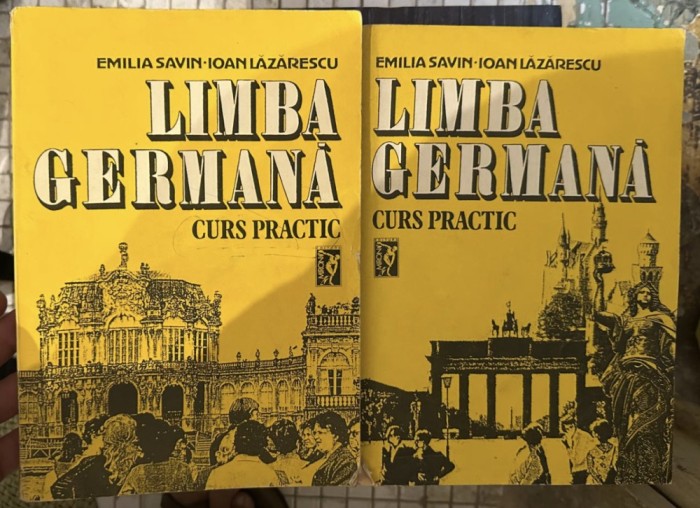 EMILIA SAVIN·IOAN LĂZĂRESCU
LIMBA
GERMANĂ
CURS PRACTIC
EMILIA SAVIN·IOAN LĂZĂRESCU
LIMBA
GERMANĂ
CURS PRACTIC